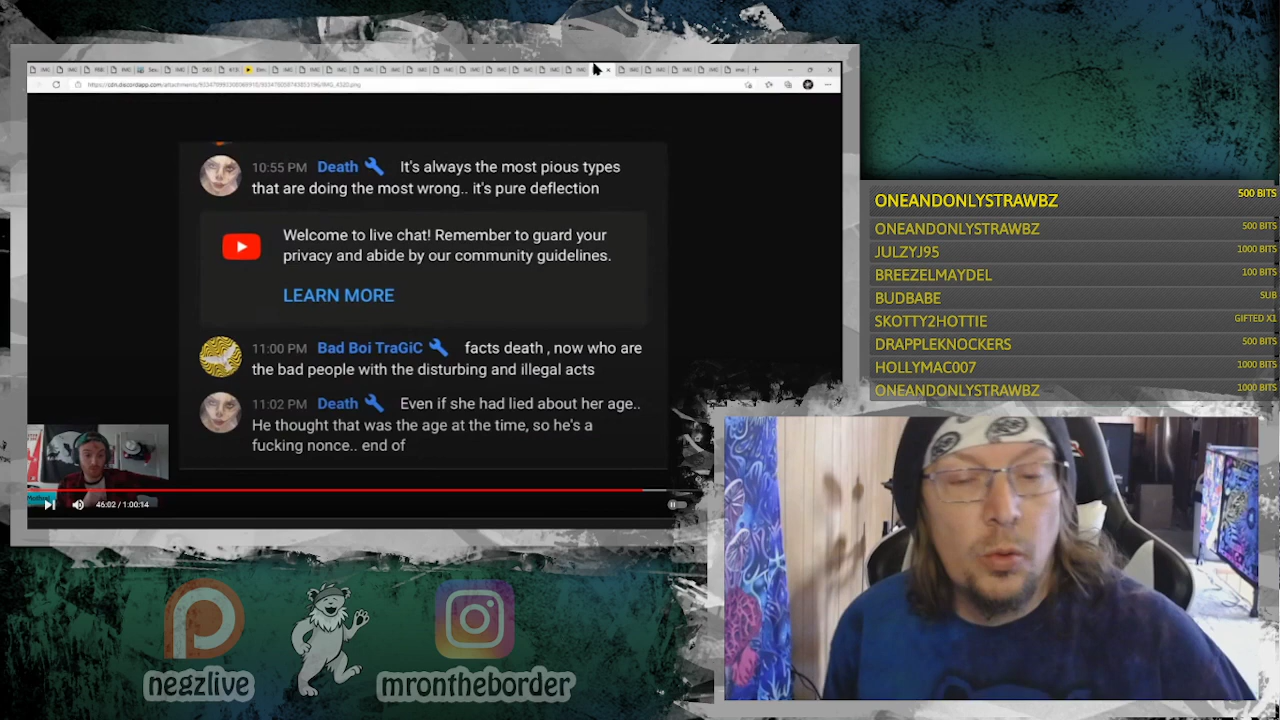 10:55 PM Death It's always the most pious types
that are doing the most wrong.. it's pure deflection
Welcome to live chat! Remember to guard your
privacy and abide by our community guidelines.
LEARN MORE
11:00 PM Bad Boi TraGiC facts death , now who are
the bad people with the disturbing and illegal acts
11:02 PM Death Even if she had lied about her age..
He thought that was the age at the time, so he's a
fucking nonce.. end of
46:02 / 1:00:14
ONEANDONLYSTRAWBZ 500 BITS
ONEANDONLYSTRAWBZ 500 BITS
JULZYJ95 1000 BITS
BREEZELMAYDEL 100 BITS
BUDBABE SUB
SKOTTY2HOTTIE GIFTED X1
DRAPPLEKNOCKERS 500 BITS
HOLLYMAC007 1000 BITS
ONEANDONLYSTRAWBZ 1000 BITS
negzlive
mrontheborder